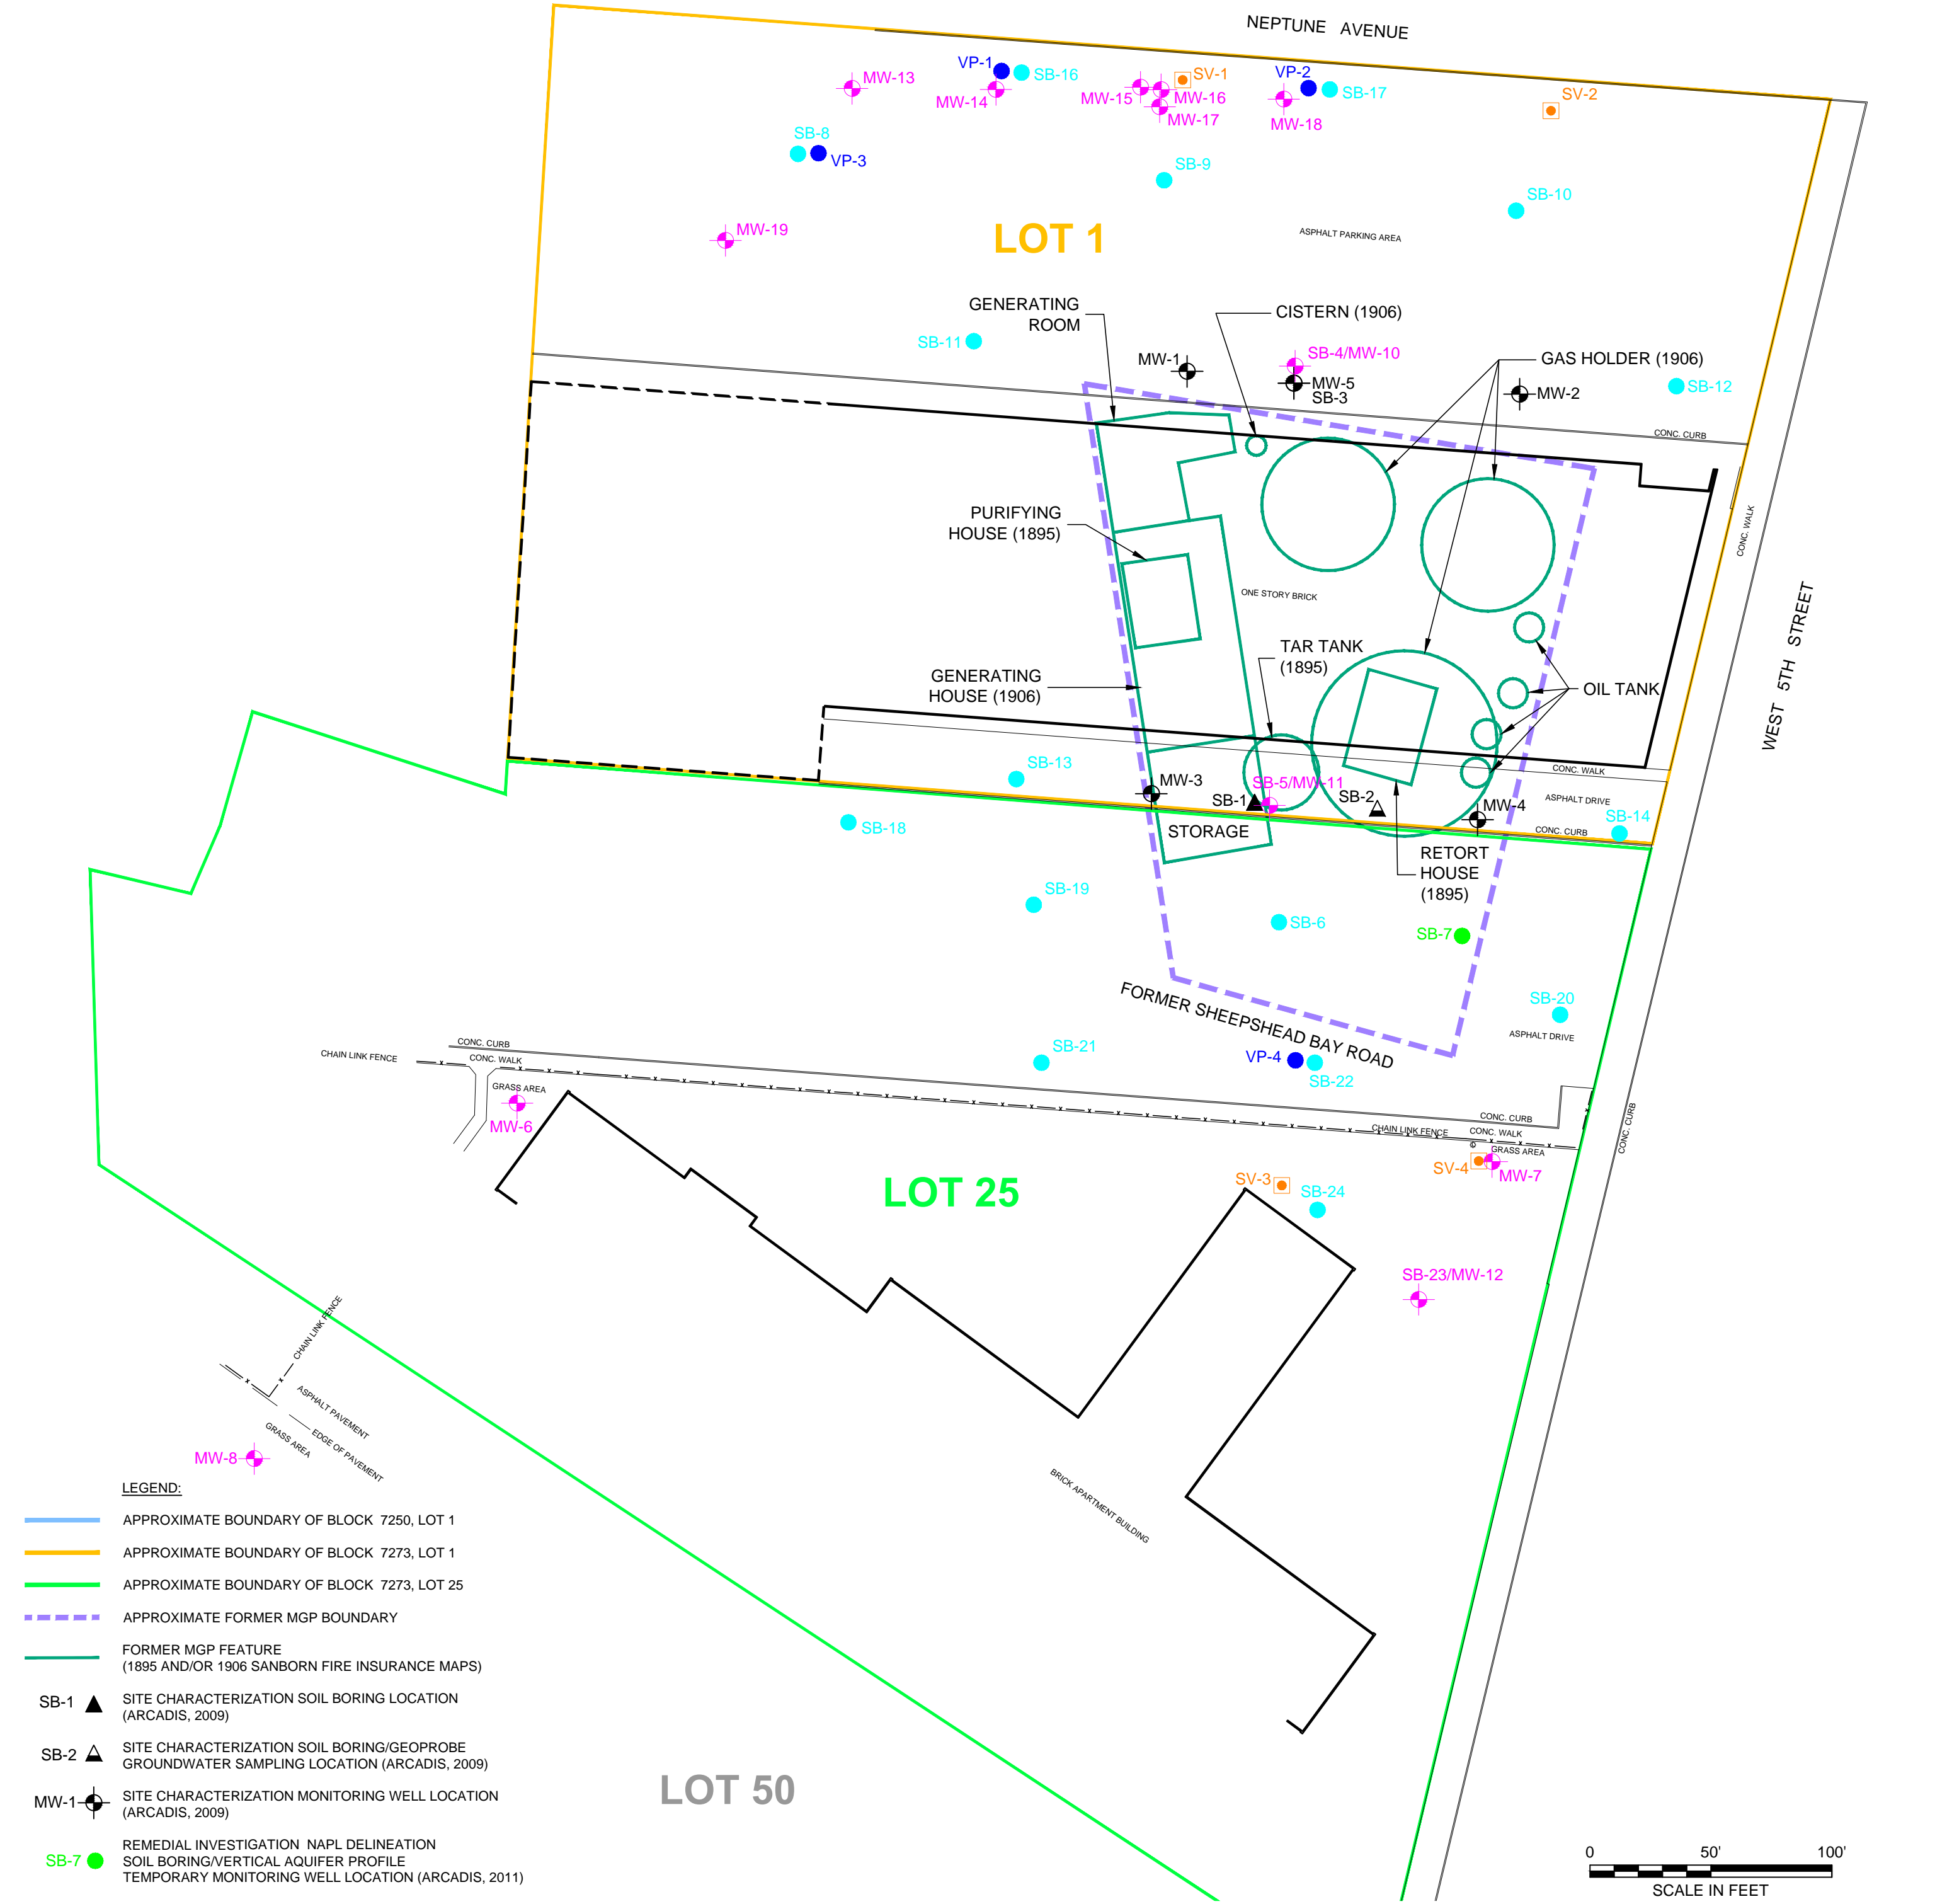 NEPTUNE AVENUE
VP-1
SB-16
MW-13
MW-14
SV-1
MW-15
MW-16
MW-17
VP-2
SB-17
MW-18
SV-2
SB-8
VP-3
SB-9
SB-10
MW-19
LOT 1
ASPHALT PARKING AREA
GENERATING
ROOM
CISTERN (1906)
SB-11
MW-1
SB-4/MW-10
MW-5
SB-3
GAS HOLDER (1906)
MW-2
SB-12
CONC. CURB
CONC. WALK
PURIFYING
HOUSE (1895)
ONE STORY BRICK
WEST 5TH STREET
TAR TANK
(1895)
GENERATING
HOUSE (1906)
OIL TANK
CONC. WALK
SB-13
MW-3
SB-5/MW-11
SB-1
SB-2
MW-4
ASPHALT DRIVE
SB-14
CONC. CURB
SB-18
STORAGE
RETORT
HOUSE
(1895)
SB-19
SB-6
SB-7
FORMER SHEEPSHEAD BAY ROAD
SB-20
ASPHALT DRIVE
CHAIN LINK FENCE
CONC. CURB
CONC. WALK
GRASS AREA
MW-6
SB-21
VP-4
SB-22
CONC. CURB
CHAIN LINK FENCE
CONC. WALK
GRASS AREA
CONC. CURB
SV-4
MW-7
SV-3
SB-24
LOT 25
SB-23/MW-12
CHAIN LINK FENCE
ASPHALT PAVEMENT
EDGE OF PAVEMENT
GRASS AREA
MW-8
BRICK APARTMENT BUILDING
LOT 50
LEGEND:
APPROXIMATE BOUNDARY OF BLOCK 7250, LOT 1
APPROXIMATE BOUNDARY OF BLOCK 7273, LOT 1
APPROXIMATE BOUNDARY OF BLOCK 7273, LOT 25
APPROXIMATE FORMER MGP BOUNDARY
FORMER MGP FEATURE
(1895 AND/OR 1906 SANBORN FIRE INSURANCE MAPS)
SB-1 SITE CHARACTERIZATION SOIL BORING LOCATION
(ARCADIS, 2009)
SB-2 SITE CHARACTERIZATION SOIL BORING/GEOPROBE
GROUNDWATER SAMPLING LOCATION (ARCADIS, 2009)
MW-1 SITE CHARACTERIZATION MONITORING WELL LOCATION
(ARCADIS, 2009)
REMEDIAL INVESTIGATION NAPL DELINEATION
SB-7 SOIL BORING/VERTICAL AQUIFER PROFILE
TEMPORARY MONITORING WELL LOCATION (ARCADIS, 2011)
0 50' 100'
SCALE IN FEET